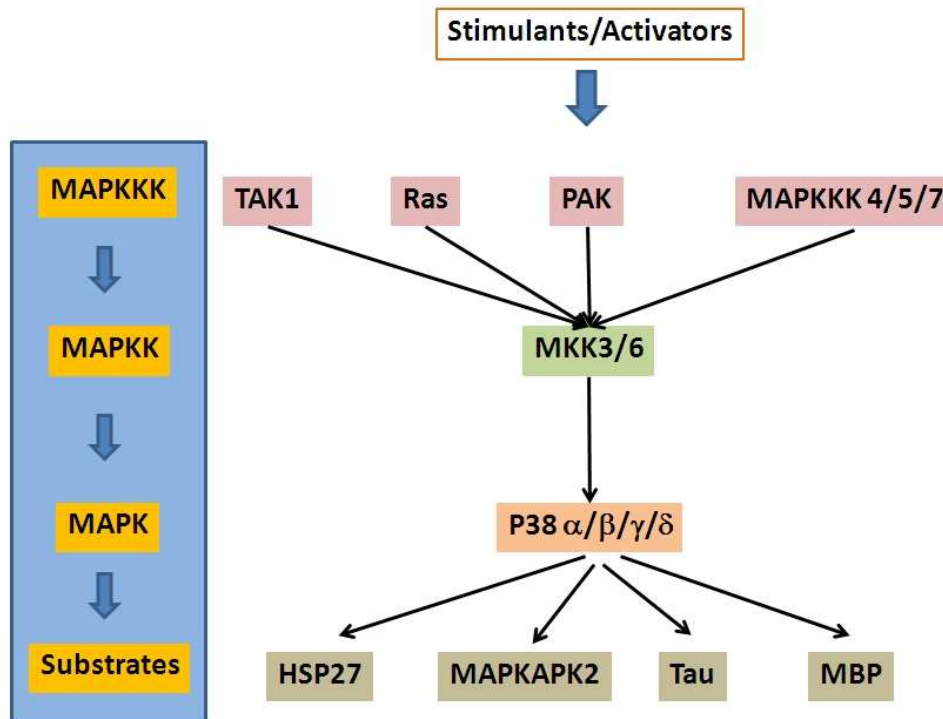 Stimulants/Activators
MAPKKK
TAK1
Ras
PAK
MAPKKK 4/5/7
MAPKK
MKK3/6
MAPK
P38 α/β/γ/δ
Substrates
HSP27
MAPKAPK2
Tau
MBP